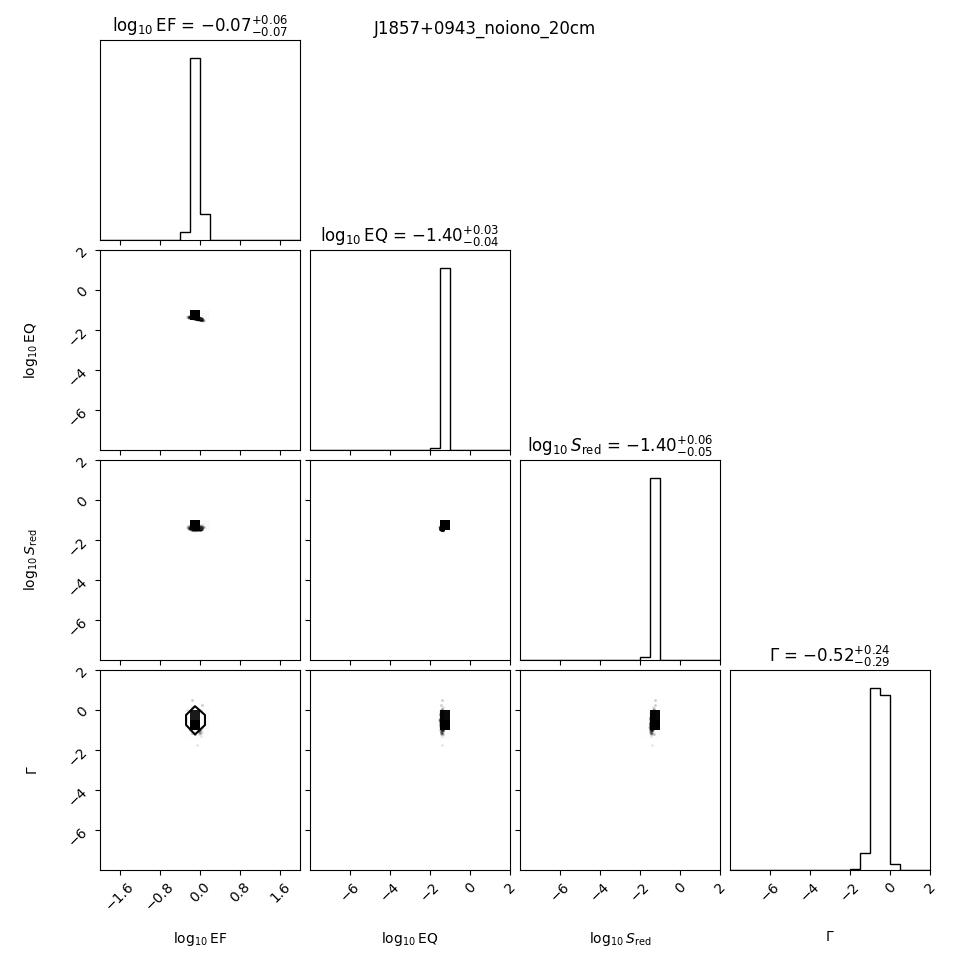 J1857+0943_noiono_20cm
log₁₀ EF = −0.07^{+0.06}_{−0.07}
log₁₀ EQ = −1.40^{+0.03}_{−0.04}
2
0
−2
−4
−6
log₁₀ EQ
log₁₀ S_red = −1.40^{+0.06}_{−0.05}
2
0
−2
−4
−6
log₁₀ S_red
Γ = −0.52^{+0.24}_{−0.29}
2
0
−2
−4
−6
Γ
−1.6 −0.8 0.0 0.8 1.6
−6 −4 −2 0 2
−6 −4 −2 0 2
−6 −4 −2 0 2
log₁₀ EF
log₁₀ EQ
log₁₀ S_red
Γ